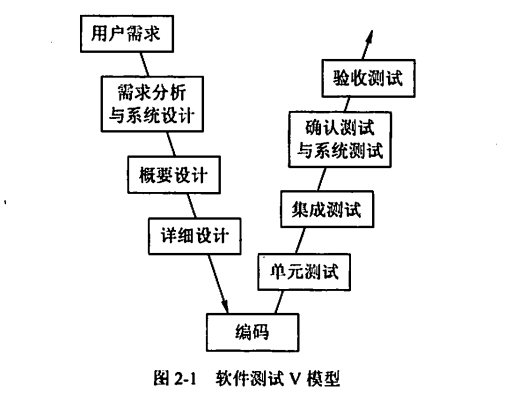 用户需求
需求分析
与系统设计
概要设计
详细设计
编码
单元测试
集成测试
确认测试
与系统测试
验收测试
图 2-1 软件测试 V 模型